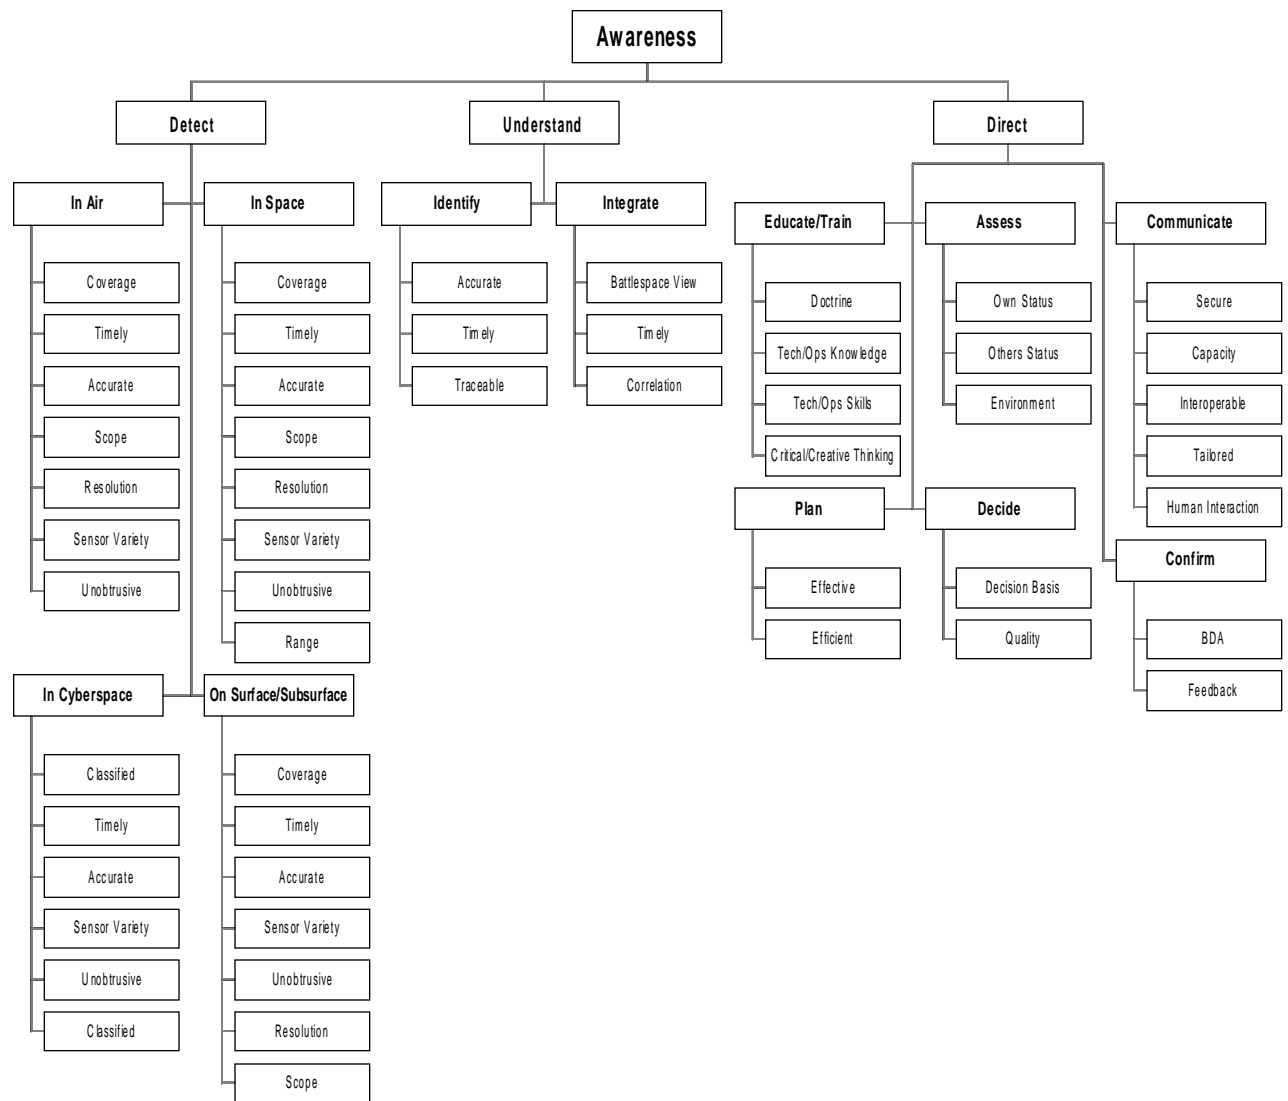 Awareness
Detect
Understand
Direct
In Air
Coverage
Timely
Accurate
Scope
Resolution
Sensor Variety
Unobtrusive
In Space
Coverage
Timely
Accurate
Scope
Resolution
Sensor Variety
Unobtrusive
Range
In Cyberspace
Classified
Timely
Accurate
Sensor Variety
Unobtrusive
Classified
On Surface/Subsurface
Coverage
Timely
Accurate
Sensor Variety
Unobtrusive
Resolution
Scope
Identify
Accurate
Timely
Traceable
Integrate
Battlespace View
Timely
Correlation
Educate/Train
Doctrine
Tech/Ops Knowledge
Tech/Ops Skills
Critical/Creative Thinking
Assess
Own Status
Others Status
Environment
Communicate
Secure
Capacity
Interoperable
Tailored
Human Interaction
Plan
Effective
Efficient
Decide
Decision Basis
Quality
Confirm
BDA
Feedback